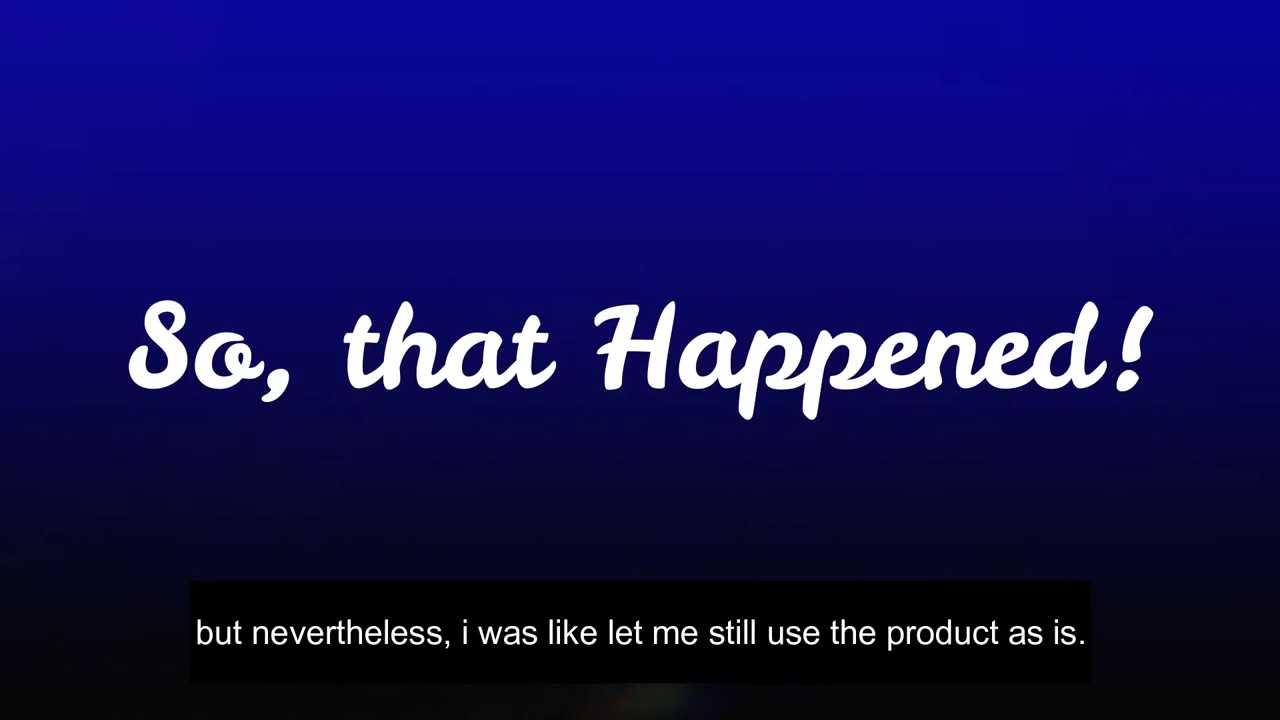 So, that Happened!
but nevertheless, i was like let me still use the product as is.